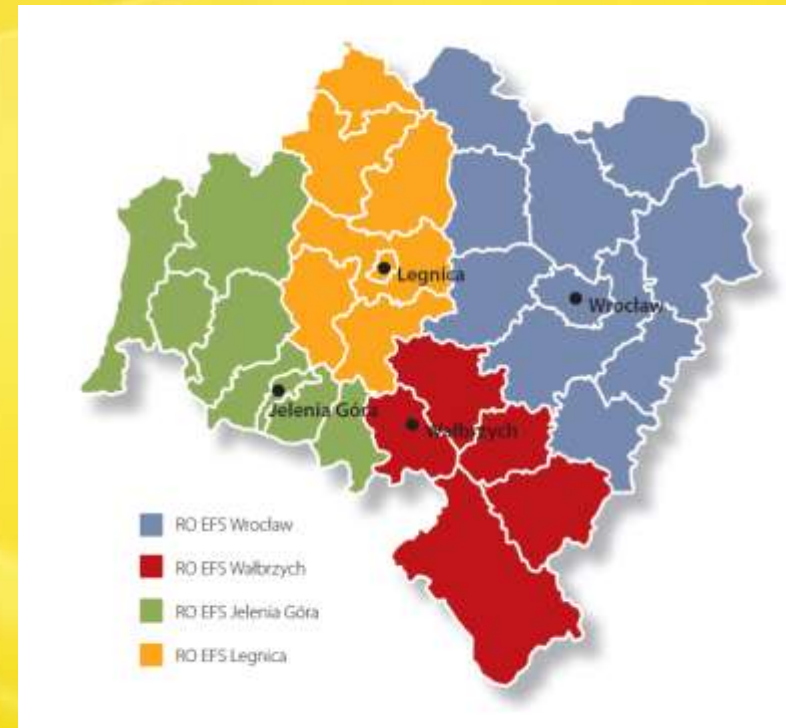 Legnica
Wrocław
Jelenia Góra
Wałbrzych
RO EFS Wrocław
RO EFS Wałbrzych
RO EFS Jelenia Góra
RO EFS Legnica